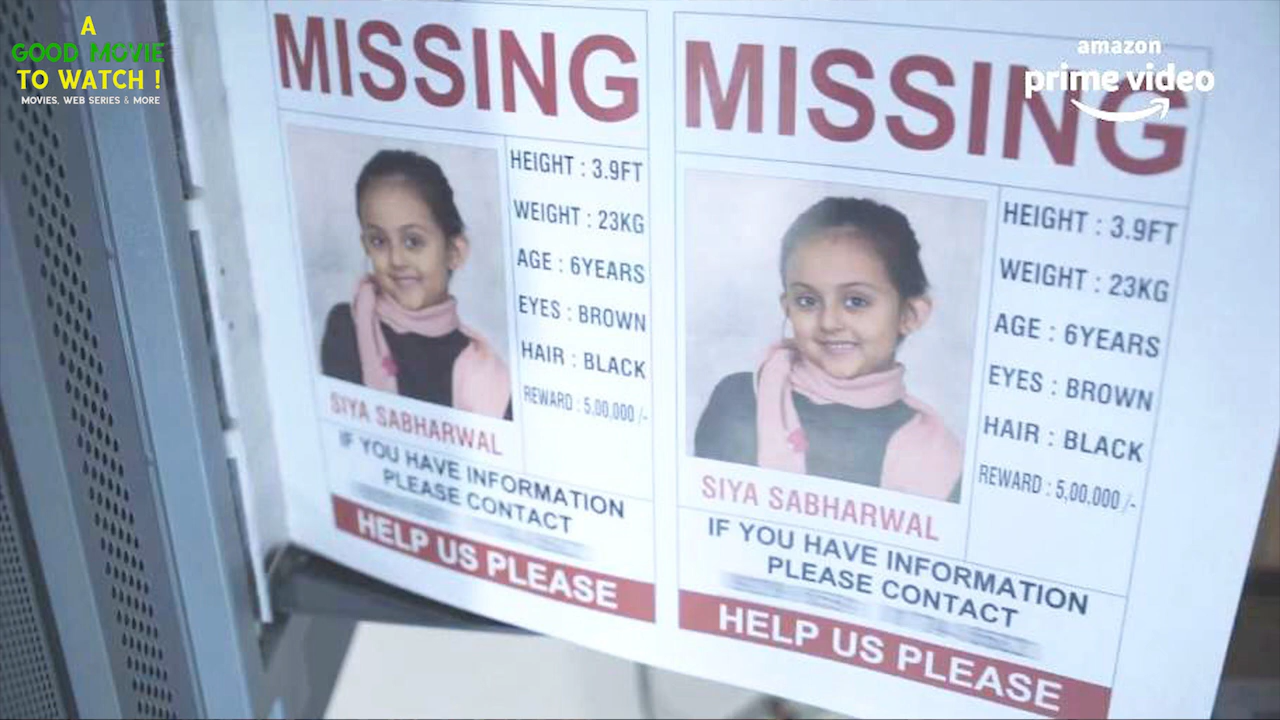 A
GOOD MOVIE
TO WATCH !
MOVIES, WEB SERIES & MORE
amazon
prime video
MISSING
HEIGHT : 3.9FT
WEIGHT : 23KG
AGE : 6YEARS
EYES : BROWN
HAIR : BLACK
REWARD : 5,00,000 /-
SIYA SABHARWAL
IF YOU HAVE INFORMATION
PLEASE CONTACT
HELP US PLEASE
MISSING
HEIGHT : 3.9FT
WEIGHT : 23KG
AGE : 6YEARS
EYES : BROWN
HAIR : BLACK
REWARD : 5,00,000 /-
SIYA SABHARWAL
IF YOU HAVE INFORMATION
PLEASE CONTACT
HELP US PLEASE